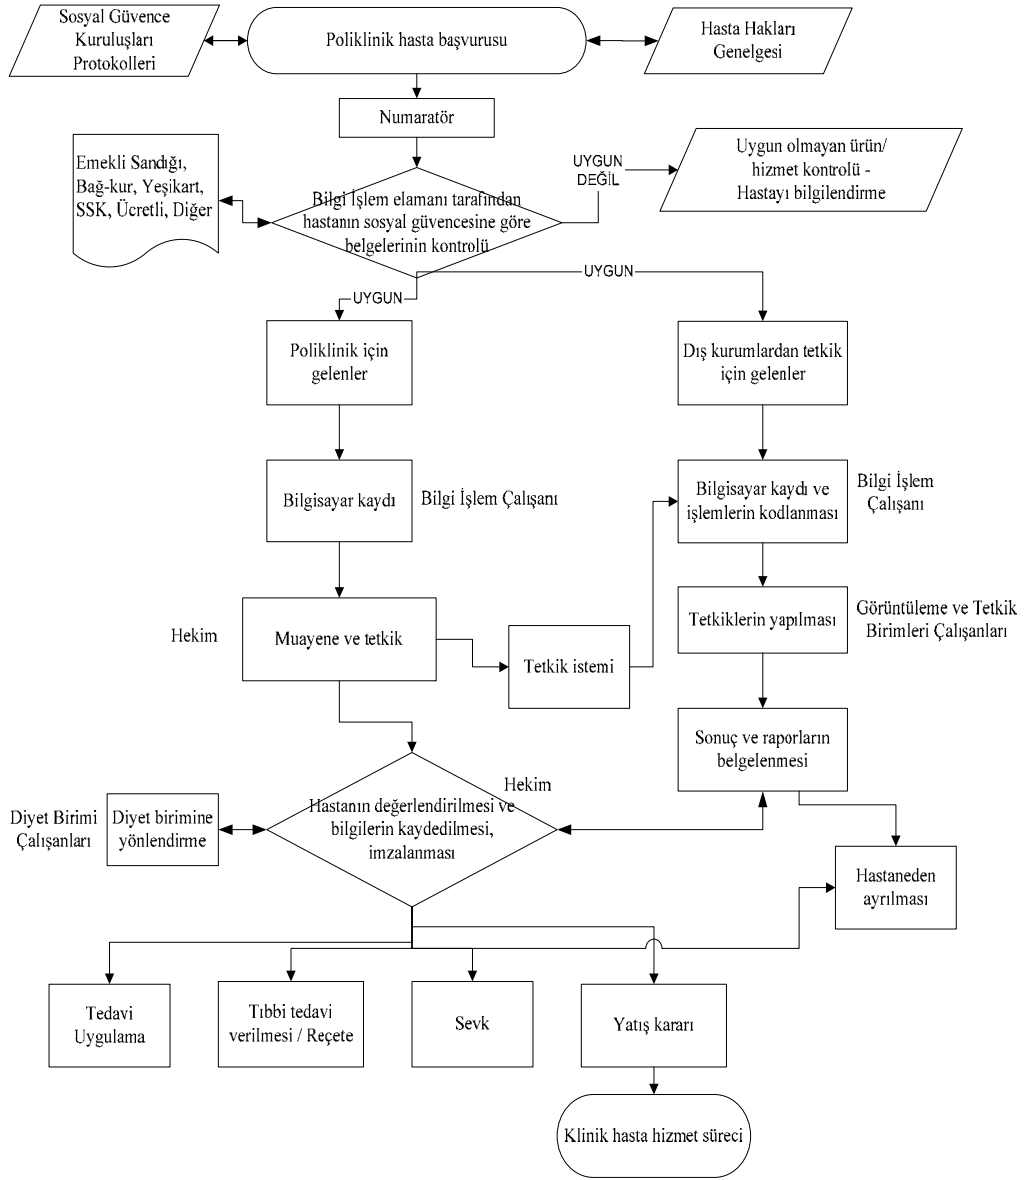 Sosyal Güvence
Kuruluşları
Protokolleri
Poliklinik hasta başvurusu
Hasta Hakları
Genelgesi
Numaratör
Emekli Sandığı,
Bağ-kur, Yeşikart,
SSK, Ücretli, Diğer
Bilgi İşlem elamanı tarafından
hastanın sosyal güvencesine göre
belgelerinin kontrolü
UYGUN
DEĞİL
Uygun olmayan ürün/
hizmet kontrolü -
Hastayı bilgilendirme
UYGUN
UYGUN
Poliklinik için
gelenler
Dış kurumlardan tetkik
için gelenler
Bilgisayar kaydı
Bilgi İşlem Çalışanı
Bilgisayar kaydı ve
işlemlerin kodlanması
Bilgi İşlem
Çalışanı
Hekim
Muayene ve tetkik
Tetkik istemi
Tetkiklerin yapılması
Görüntüleme ve Tetkik
Birimleri Çalışanları
Sonuç ve raporların
belgelenmesi
Hekim
Hastanın değerlendirilmesi ve
bilgilerin kaydedilmesi,
imzalanması
Diyet Birimi
Çalışanları
Diyet birimine
yönlendirme
Hastaneden
ayrılması
Tedavi
Uygulama
Tıbbi tedavi
verilmesi / Reçete
Sevk
Yatış kararı
Klinik hasta hizmet süreci